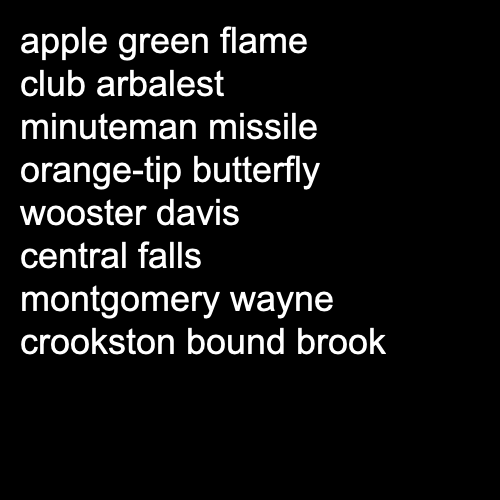 apple green flame
club arbalest
minuteman missile
orange-tip butterfly
wooster davis
central falls
montgomery wayne
crookston bound brook